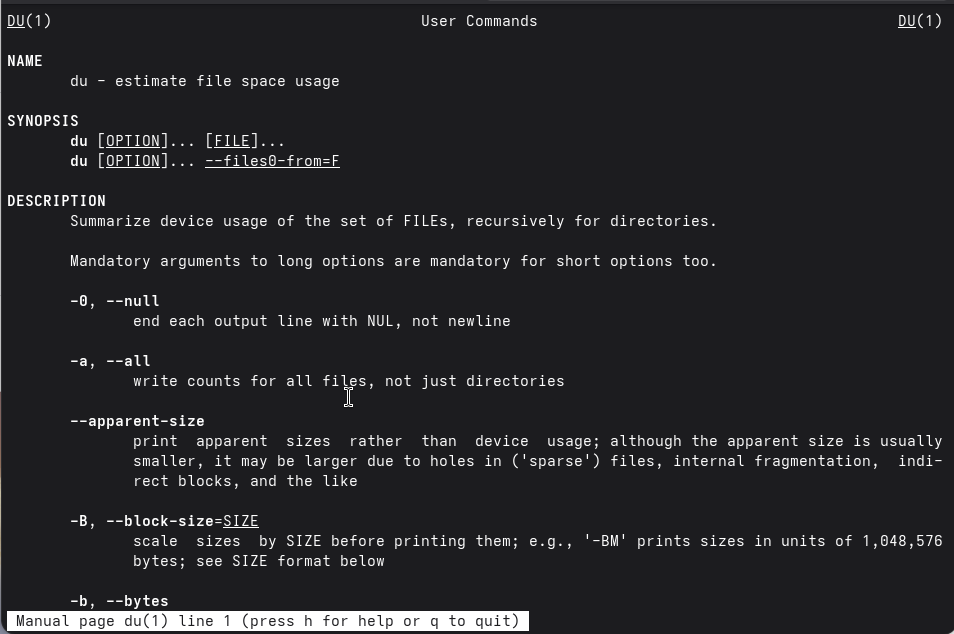 DU(1) User Commands DU(1)
NAME
du - estimate file space usage
SYNOPSIS
du [OPTION]... [FILE]...
du [OPTION]... --files0-from=F
DESCRIPTION
Summarize device usage of the set of FILEs, recursively for directories.
Mandatory arguments to long options are mandatory for short options too.
-0, --null
end each output line with NUL, not newline
-a, --all
write counts for all files, not just directories
--apparent-size
print apparent sizes rather than device usage; although the apparent size is usually
smaller, it may be larger due to holes in ('sparse') files, internal fragmentation, indi-
rect blocks, and the like
-B, --block-size=SIZE
scale sizes by SIZE before printing them; e.g., '-BM' prints sizes in units of 1,048,576
bytes; see SIZE format below
-b, --bytes
Manual page du(1) line 1 (press h for help or q to quit)